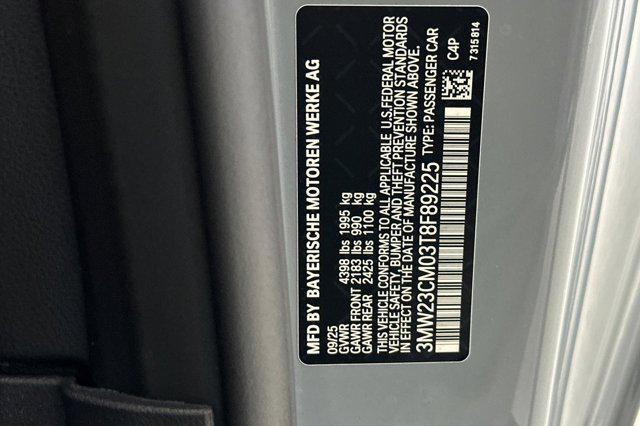 MFD BY BAYERISCHE MOTOREN WERKE AG
09/25
GVWR 4398 lbs 1995 kg
GAWR FRONT 2183 lbs 990 kg
GAWR REAR 2425 lbs 1100 kg
THIS VEHICLE CONFORMS TO ALL APPLICABLE U.S.FEDERAL MOTOR
VEHICLE SAFETY, BUMPER AND THEFT PREVENTION STANDARDS
IN EFFECT ON THE DATE OF MANUFACTURE SHOWN ABOVE.
3MW23CM03T8F89225 TYPE: PASSENGER CAR
C4P
7 315 814